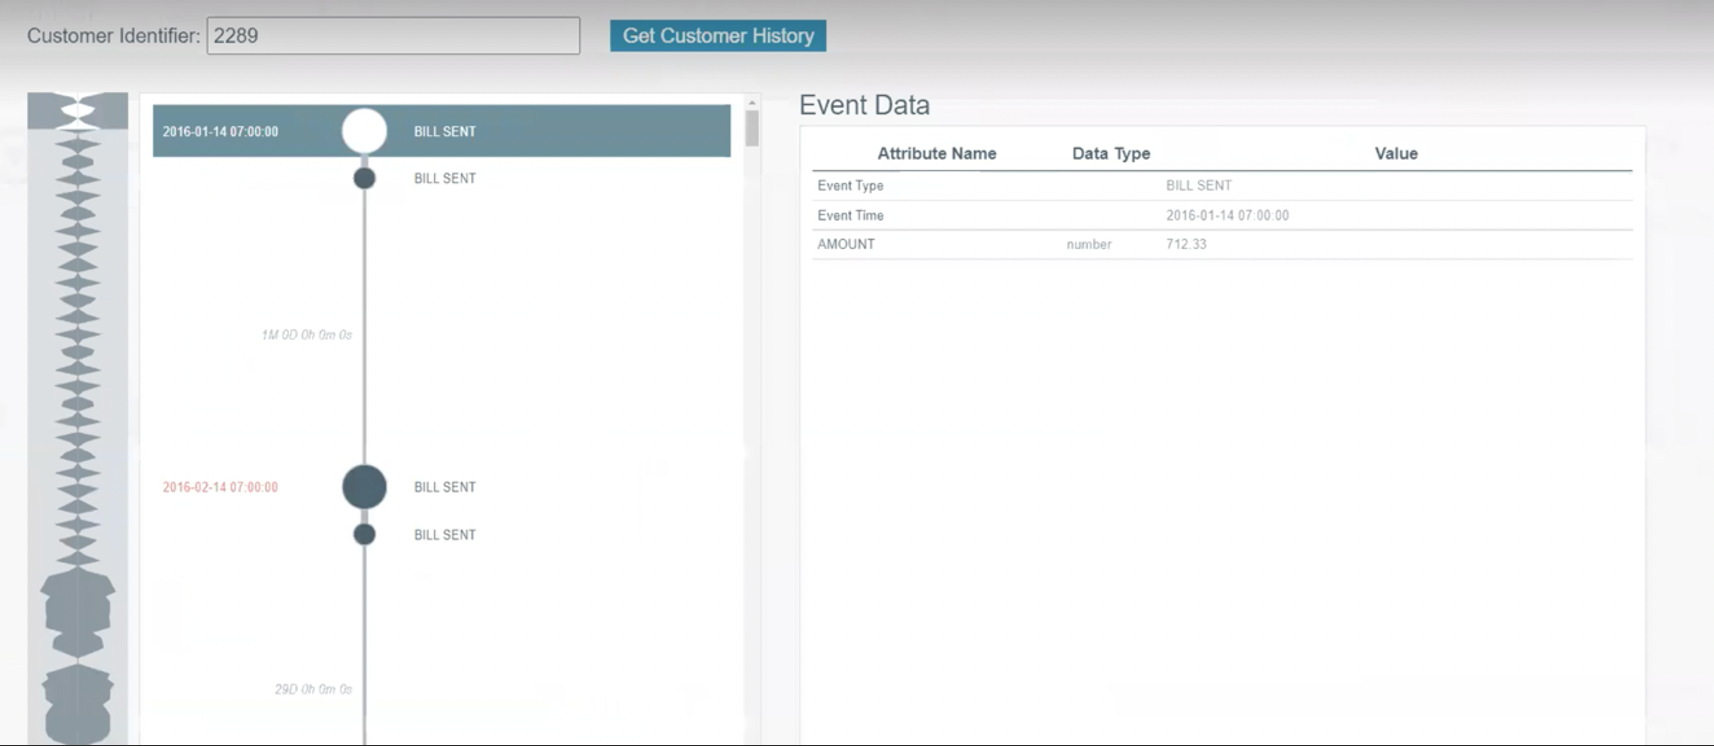 Customer Identifier: 2289 Get Customer History
Event Data
2016-01-14 07:00:00 BILL SENT
BILL SENT
1M 0D 0h 0m 0s
2016-02-14 07:00:00 BILL SENT
BILL SENT
29D 0h 0m 0s
Attribute Name Data Type Value
Event Type BILL SENT
Event Time 2016-01-14 07:00:00
AMOUNT number 712.33